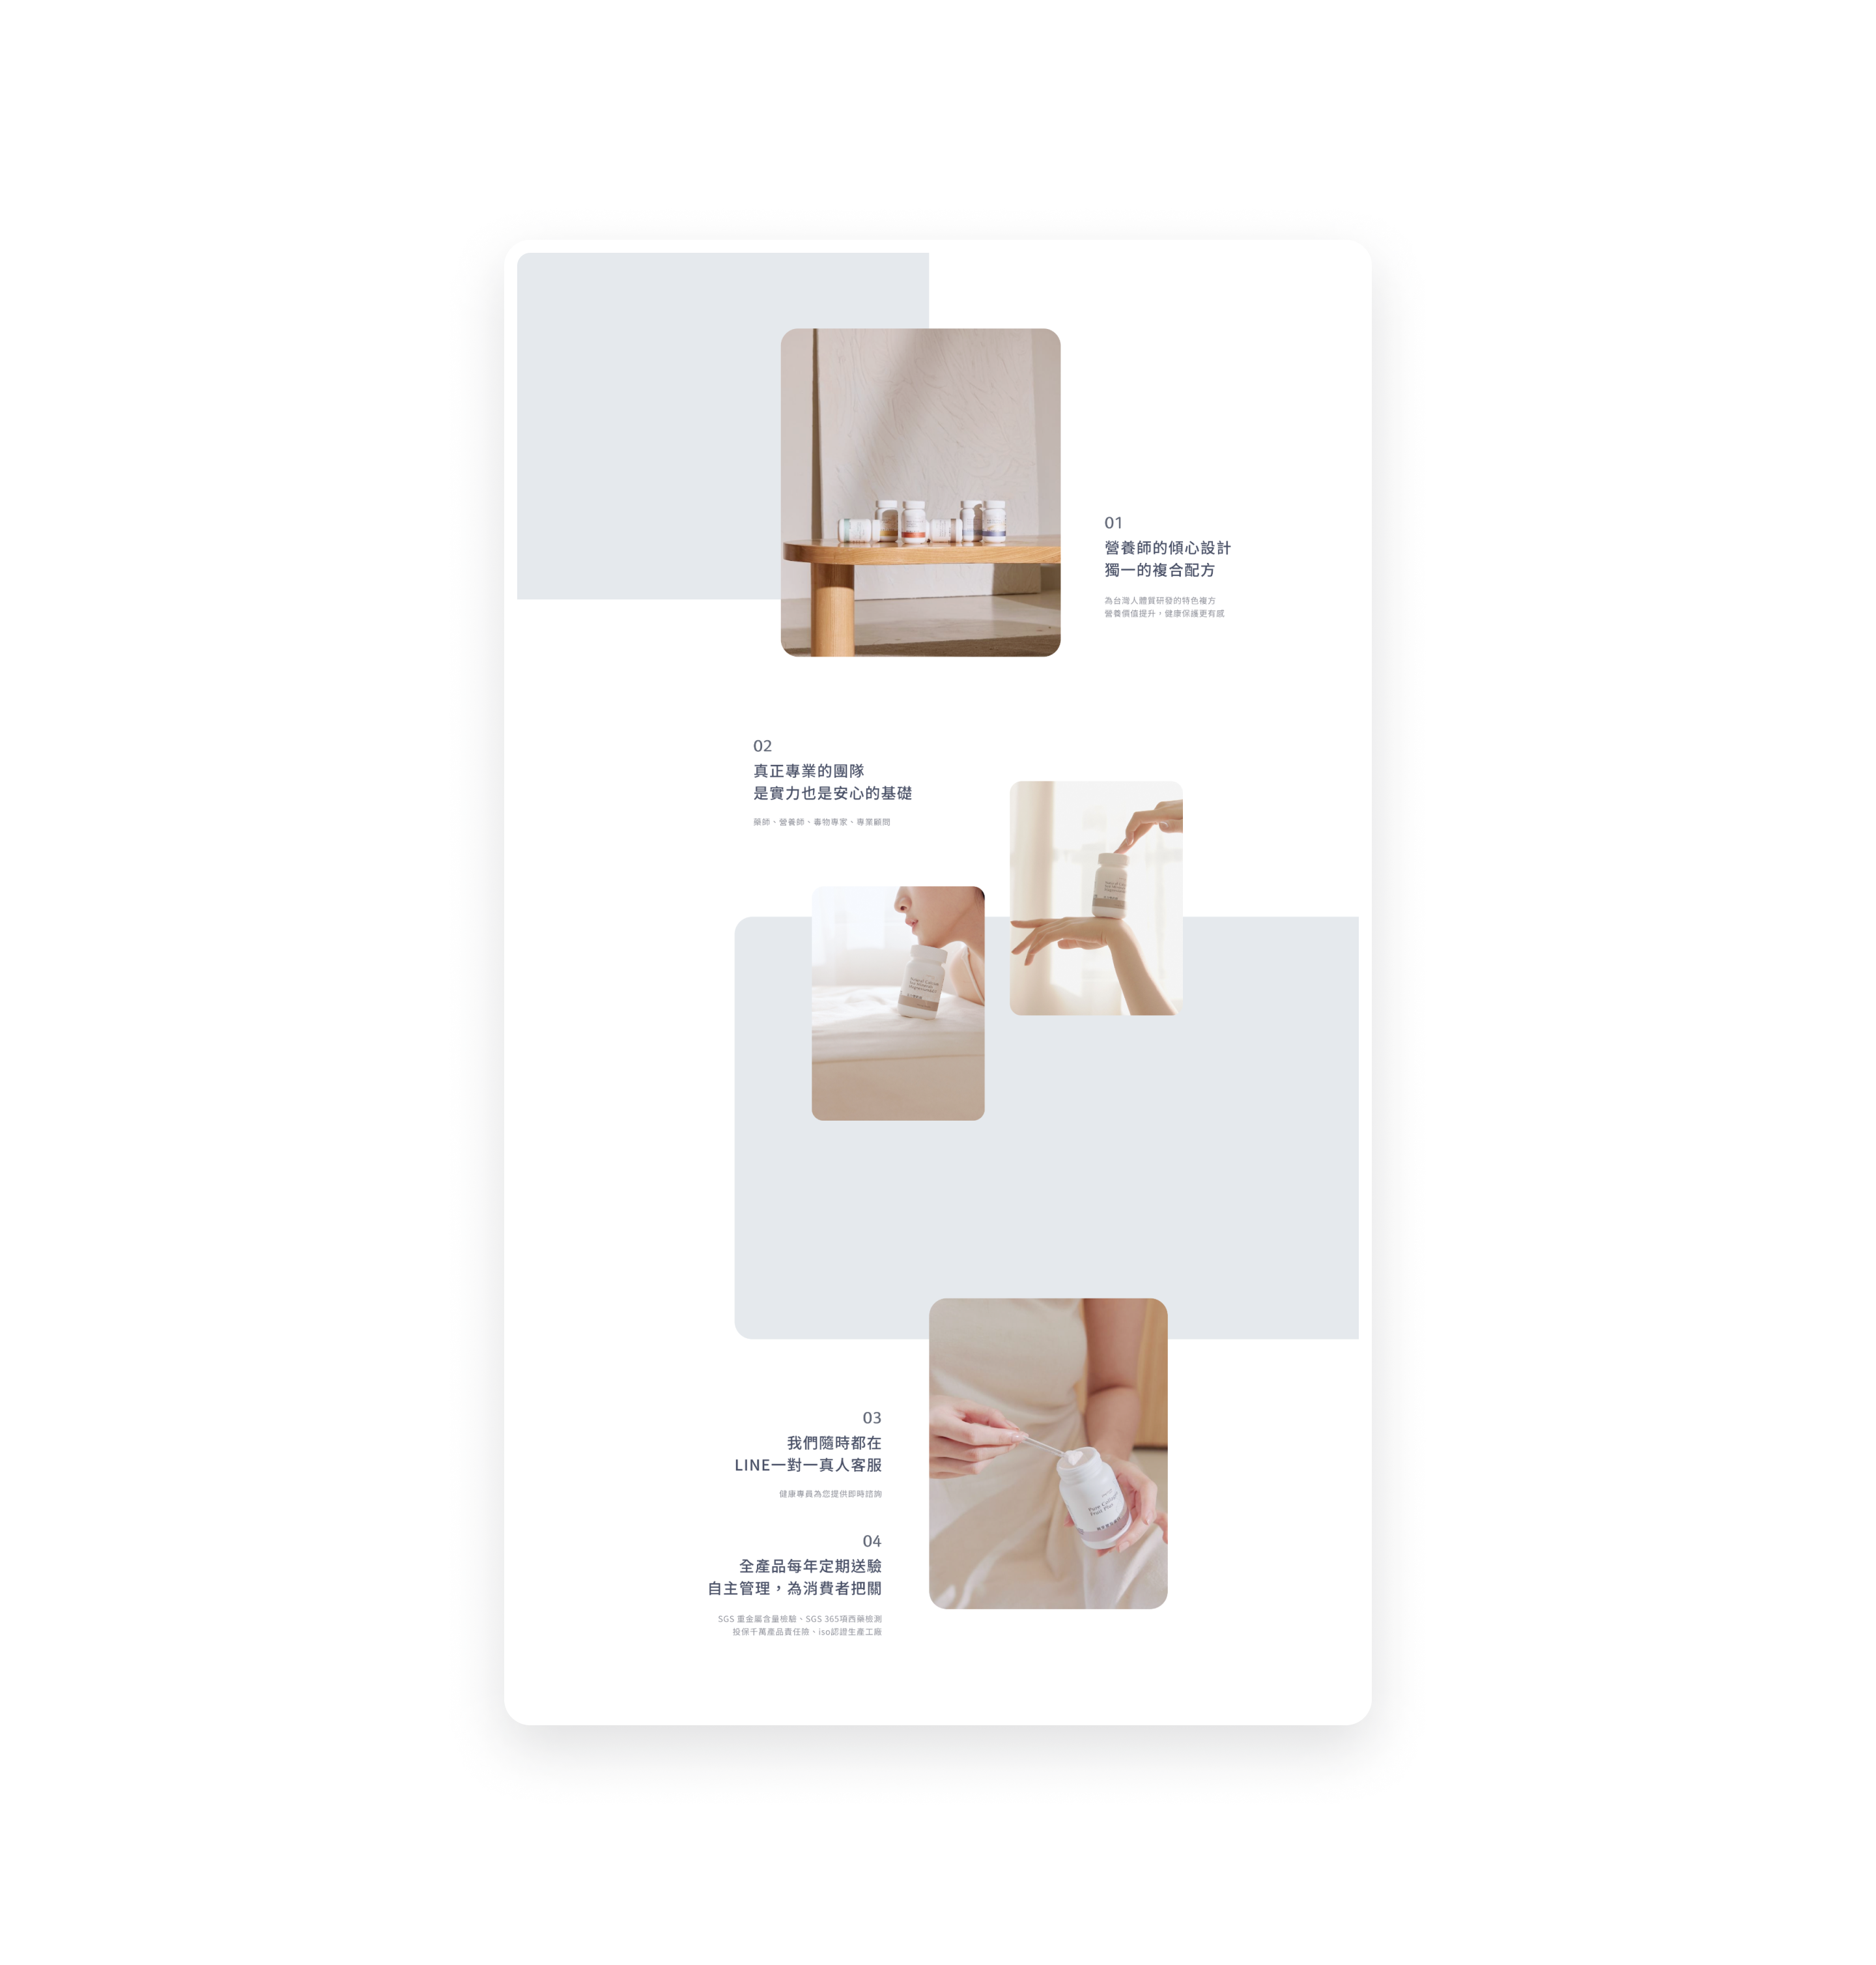 01
營養師的傾心設計
獨一的複合配方
為台灣人體質研發的特色複方
營養價值提升，健康保護更有感
02
真正專業的團隊
是實力也是安心的基礎
藥師、營養師、毒物專家、專業顧問
03
我們隨時都在
LINE一對一真人客服
健康專員為您提供即時諮詢
Pure Collagen
04
全產品每年定期送驗
自主管理，為消費者把關
SGS 重金屬含量檢驗、SGS 365項西藥檢測
投保千萬產品責任險、iso認證生產工廠